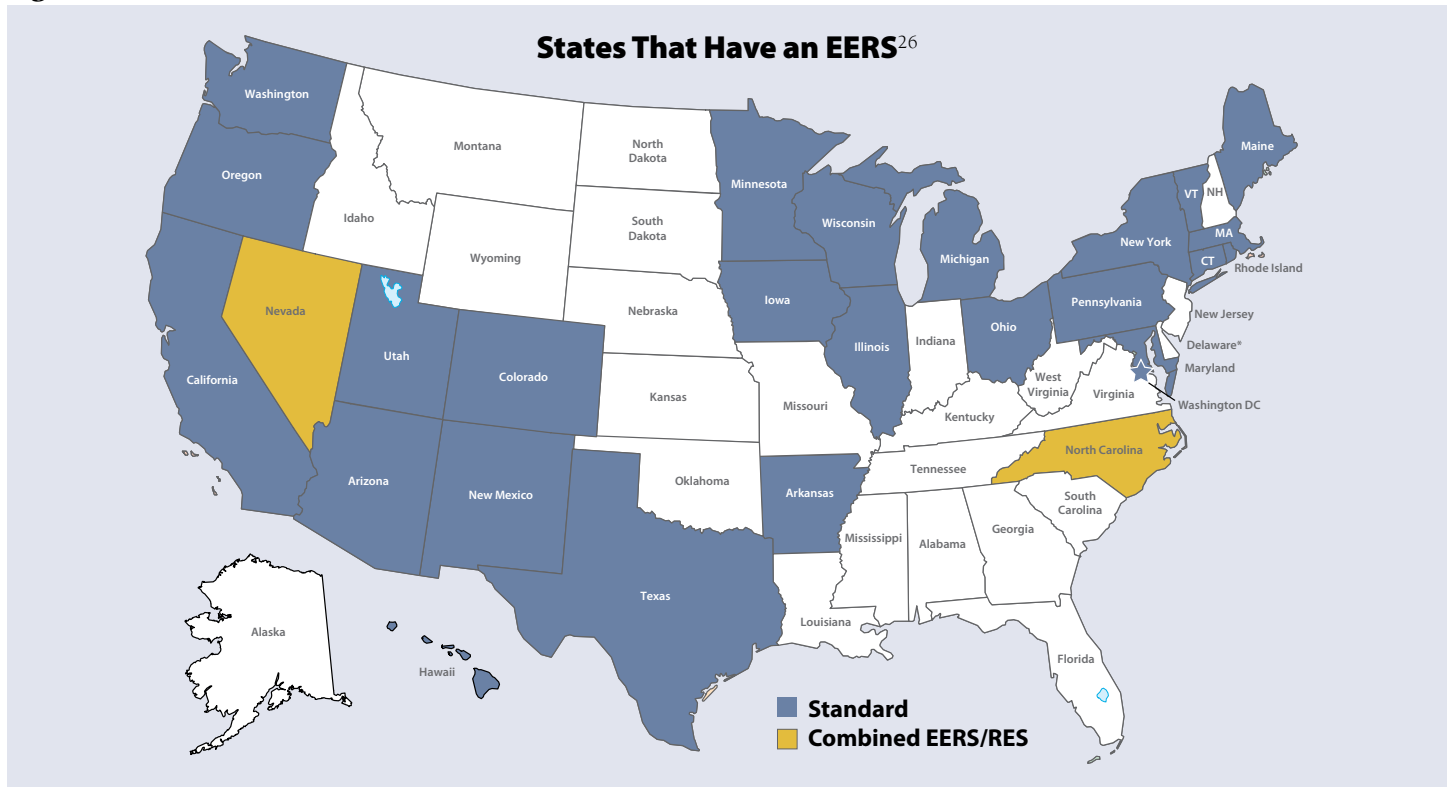 States That Have an EERS26
Washington
Montana
North
Dakota
Minnesota
Maine
Oregon
Idaho
South
Dakota
Wisconsin
VT
NH
New York
MA
CT
Rhode Island
Wyoming
Michigan
Iowa
Pennsylvania
Nevada
Nebraska
New Jersey
Ohio
Illinois
Indiana
Delaware*
Utah
Colorado
Maryland
California
Kansas
Missouri
West
Virginia
Virginia
Washington DC
Kentucky
North Carolina
Tennessee
Arizona
New Mexico
Oklahoma
Arkansas
South
Carolina
Mississippi
Alabama
Georgia
Texas
Louisiana
Alaska
Hawaii
Florida
Standard
Combined EERS/RES